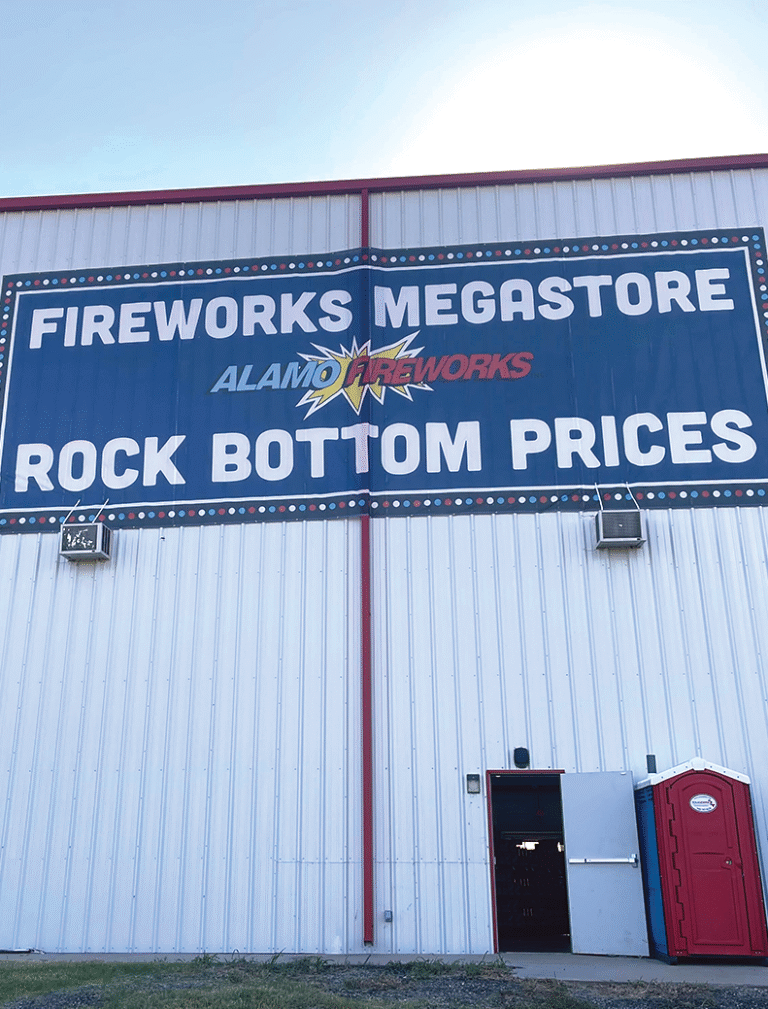 FIREWORKS MEGASTORE
ALAMO FIREWORKS
ROCK BOTTOM PRICES